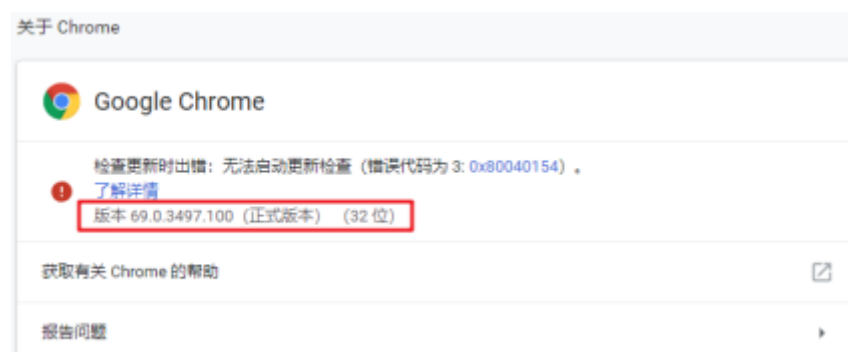 关于 Chrome
Google Chrome
检查更新时出错：无法启动更新检查（错误代码为 3: 0x80040154）。
了解详情
版本 69.0.3497.100（正式版本） （32 位）
获取有关 Chrome 的帮助
报告问题